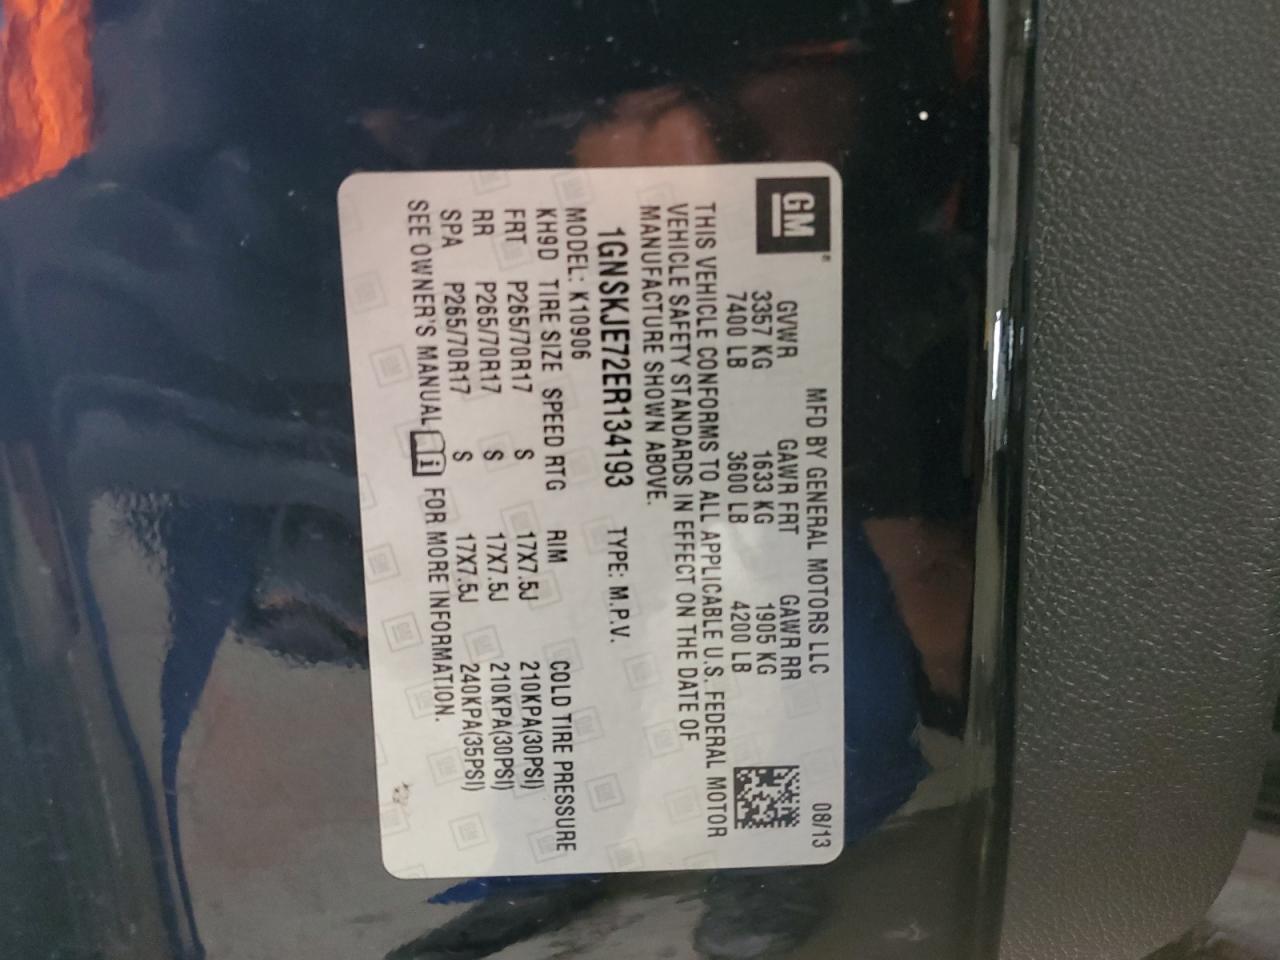 GM®
MFD BY GENERAL MOTORS LLC 08/13
GVWR GAWR FRT GAWR RR
3357 KG 1633 KG 1905 KG
7400 LB 3600 LB 4200 LB
THIS VEHICLE CONFORMS TO ALL APPLICABLE U.S. FEDERAL MOTOR
VEHICLE SAFETY STANDARDS IN EFFECT ON THE DATE OF
MANUFACTURE SHOWN ABOVE.
1GNSKJE72ER134193 TYPE: M.P.V.
MODEL: K10906
KH9D TIRE SIZE SPEED RTG RIM COLD TIRE PRESSURE
FRT P265/70R17 S 17X7.5J 210KPA(30PSI)
RR P265/70R17 S 17X7.5J 210KPA(30PSI)
SPA P265/70R17 S 17X7.5J 240KPA(35PSI)
SEE OWNER'S MANUAL i FOR MORE INFORMATION.